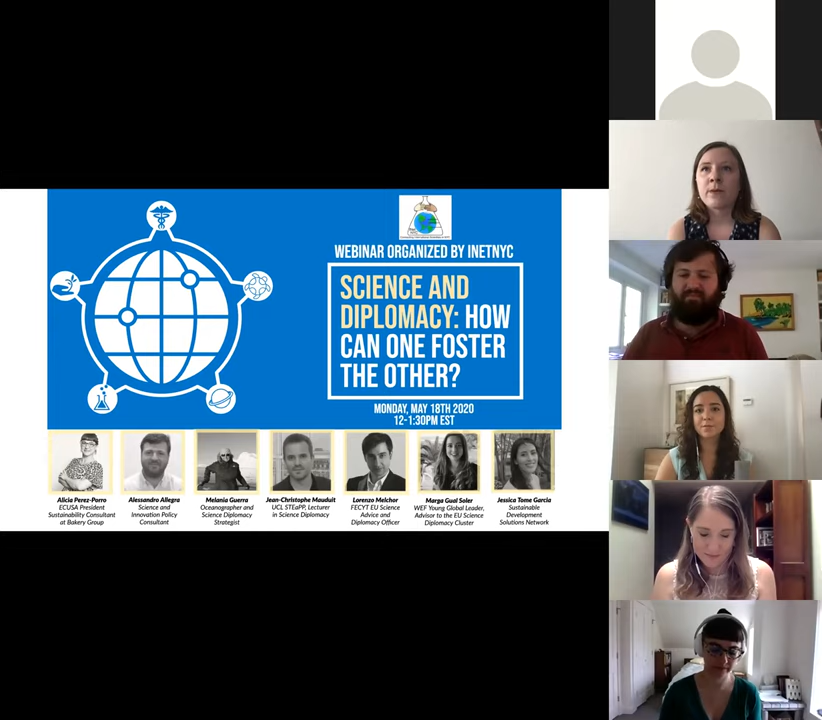 WEBINAR ORGANIZED BY INETNYC
SCIENCE AND
DIPLOMACY: HOW
CAN ONE FOSTER
THE OTHER?
MONDAY, MAY 18TH 2020
12-1:30PM EST
Alicia Perez-Porro
ECUSA President
Sustainability Consultant
at Bakery Group
Alessandro Allegra
Science and
Innovation Policy
Consultant
Melania Guerra
Oceanographer and
Science Diplomacy
Strategist
Jean-Christophe Mauduit
UCL STEaPP, Lecturer
in Science Diplomacy
Lorenzo Melchor
FECYT EU Science
Advice and
Diplomacy Officer
Marga Gual Soler
WEF Young Global Leader,
Advisor to the EU Science
Diplomacy Cluster
Jessica Tome Garcia
Sustainable
Development
Solutions Network